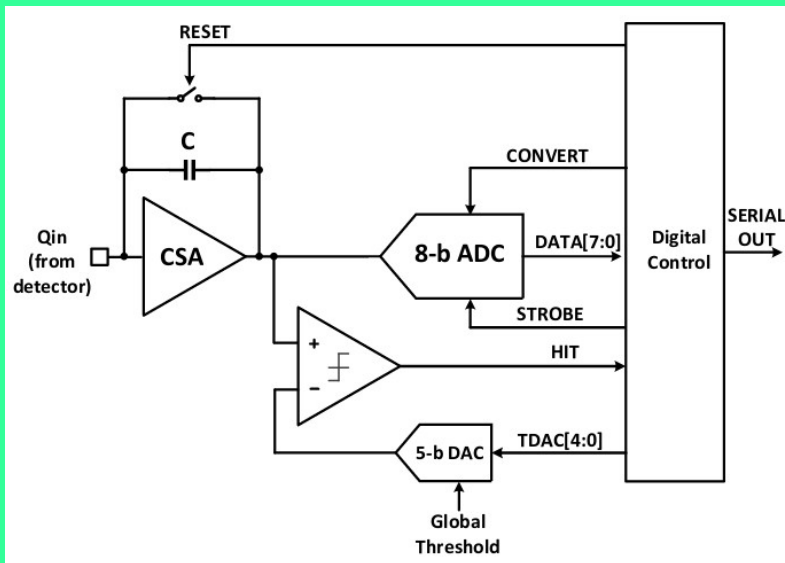 RESET
C
CONVERT
Qin
(from
detector)
CSA
8-b ADC
DATA[7:0]
Digital
Control
SERIAL
OUT
STROBE
+
HIT
−
5-b DAC
TDAC[4:0]
Global
Threshold